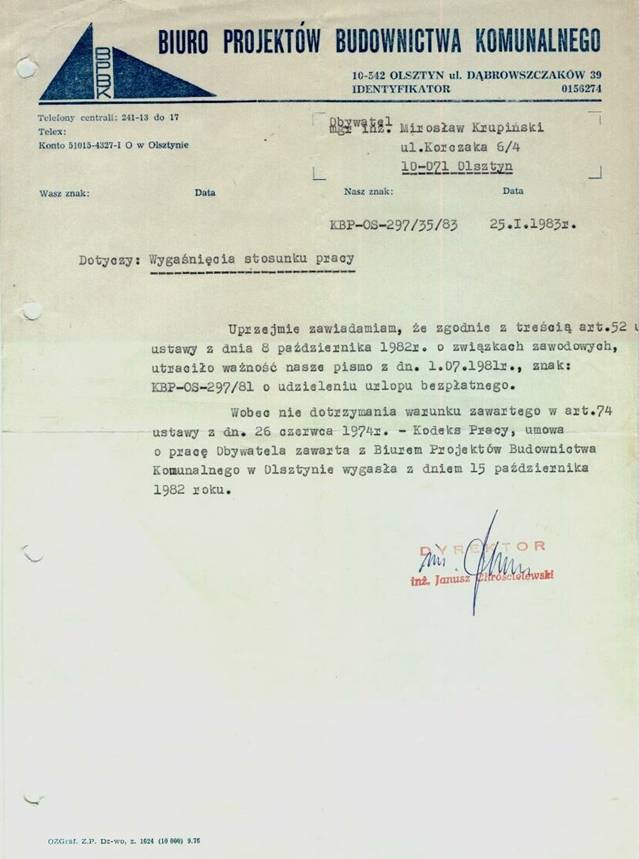 BPBK
BIURO PROJEKTÓW BUDOWNICTWA KOMUNALNEGO
10-542 OLSZTYN ul. DĄBROWSZCZAKÓW 39
IDENTYFIKATOR 0156274
Telefony centrali: 241-13 do 17
Telex:
Konto 51015-4327-1 O w Olsztynie
Obywatel
mgr inż. Mirosław Krupiński
ul.Korczaka 6/4
10-071 Olsztyn
Wasz znak: Data Nasz znak: Data
KBP-OS-297/35/83 25.I.1983r.
Dotyczy: Wygaśnięcia stosunku pracy
Uprzejmie zawiadamiam, że zgodnie z treścią art.52 u
ustawy z dnia 8 października 1982r. o związkach zawodowych,
utraciło ważność nasze pismo z dn. 1.07.1981r., znak:
KBP-OS-297/81 o udzieleniu urlopu bezpłatnego.
Wobec nie dotrzymania warunku zawartego w art.74
ustawy z dn. 26 czerwca 1974r. - Kodeks Pracy, umowa
o pracę Obywatela zawarta z Biurem Projektów Budownictwa
Komunalnego w Olsztynie wygasła z dniem 15 października
1982 roku.
DYREKTOR
inż. Janusz Chrościelewski
OZGraf. Z.P. Dz-wo, z. 1624 (10 000) 9.76